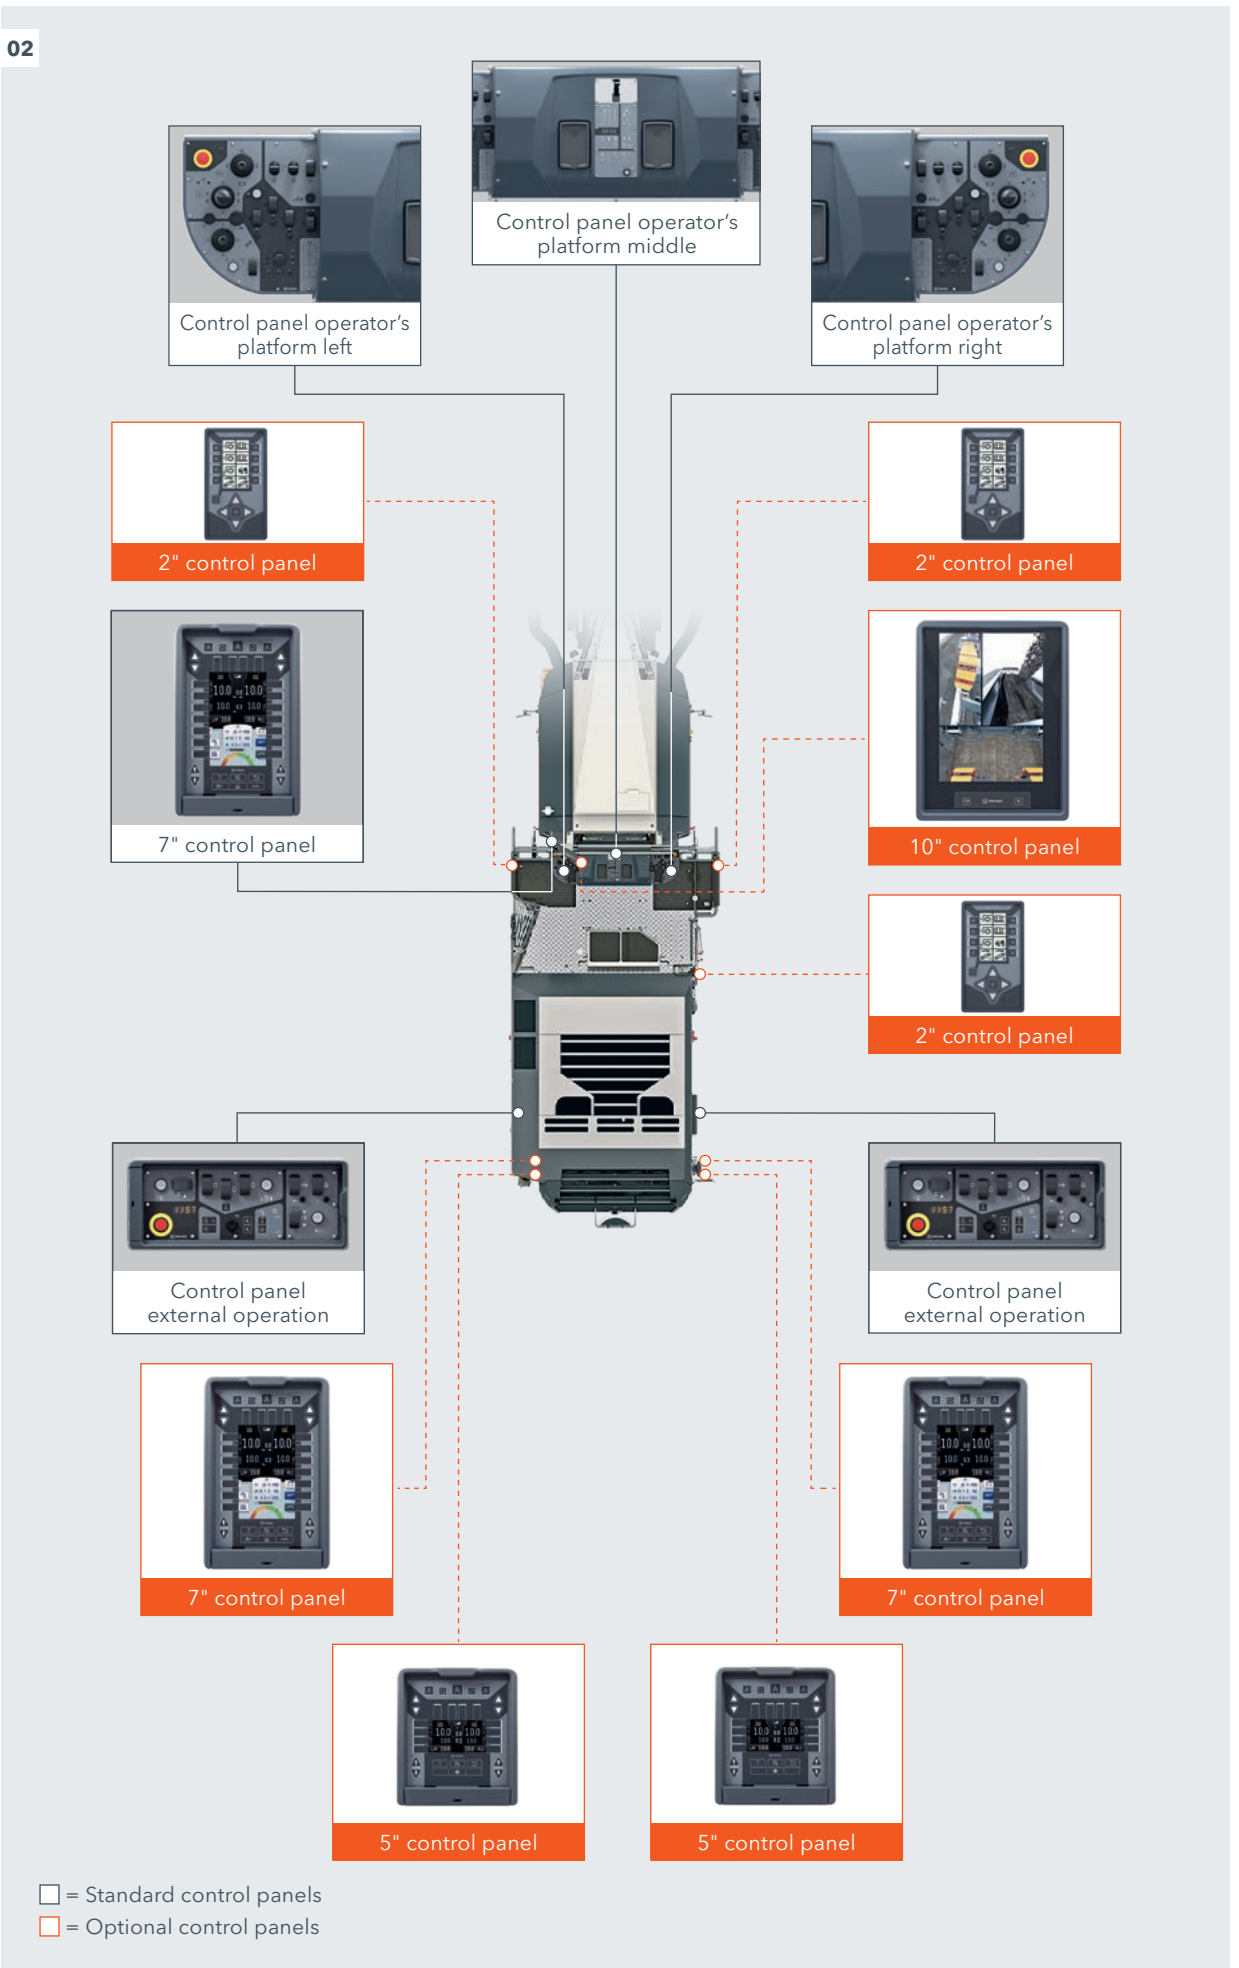 02
Control panel operator's
platform middle
Control panel operator's
platform left
Control panel operator's
platform right
2" control panel
2" control panel
7" control panel
10" control panel
2" control panel
Control panel
external operation
Control panel
external operation
7" control panel
7" control panel
5" control panel
5" control panel
= Standard control panels
= Optional control panels